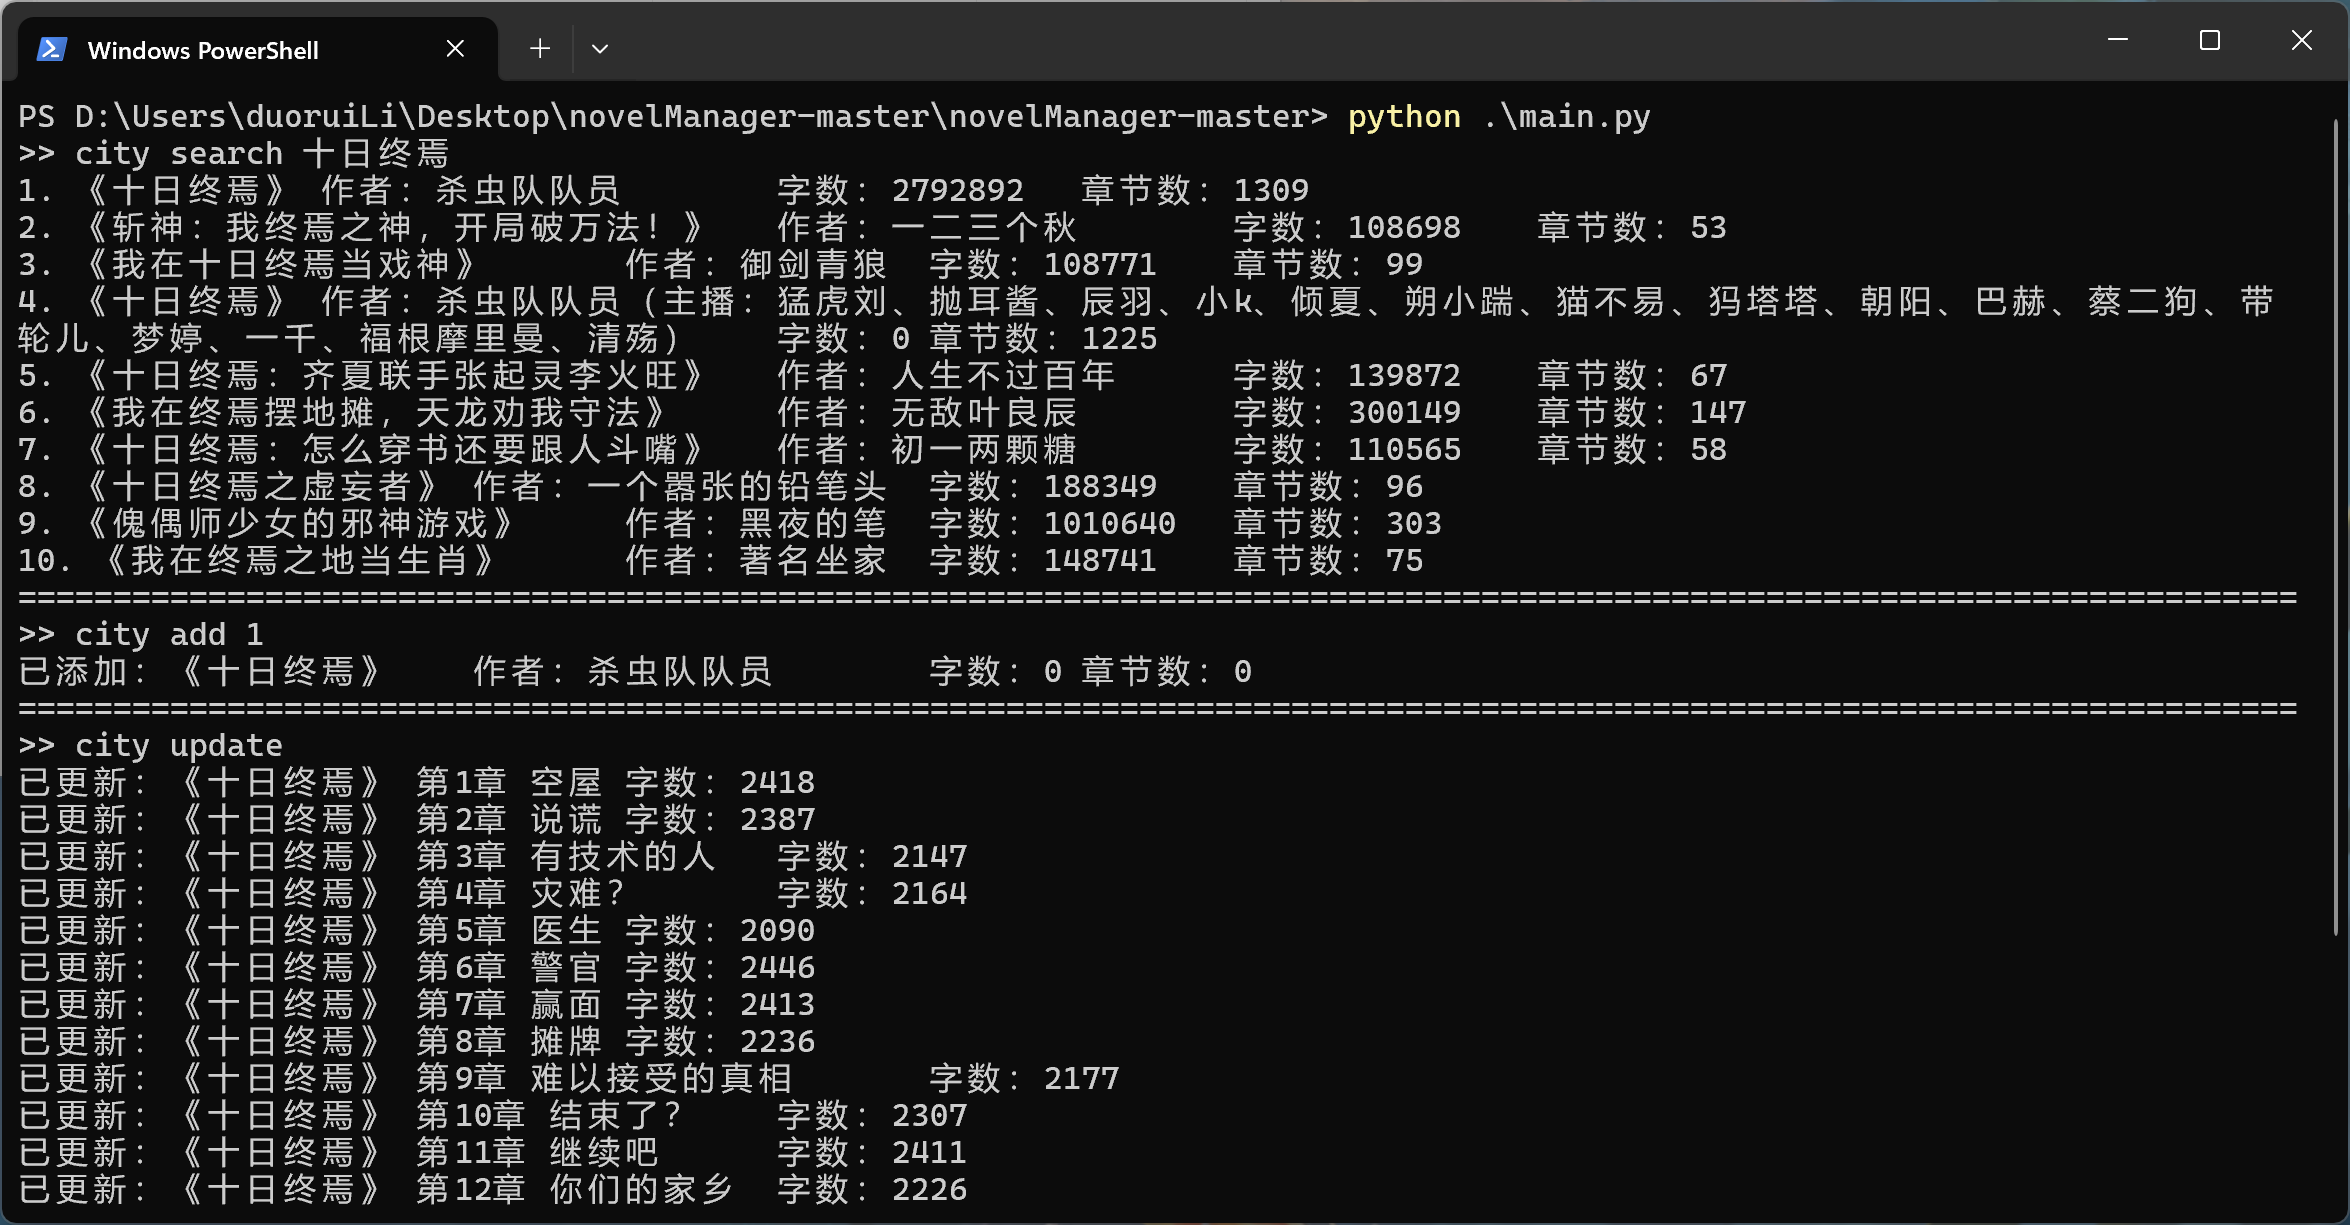 Windows PowerShell
PS D:\Users\duoruiLi\Desktop\novelManager-master\novelManager-master> python .\main.py
>> city search 十日终焉
1. 《十日终焉》 作者: 杀虫队队员 字数: 2792892 章节数: 1309
2. 《斩神: 我终焉之神, 开局破万法! 》 作者: 一二三个秋 字数: 108698 章节数: 53
3. 《我在十日终焉当戏神》 作者: 御剑青狼 字数: 108771 章节数: 99
4. 《十日终焉》 作者: 杀虫队队员 (主播: 猛虎刘、抛耳酱、辰羽、小k、倾夏、朔小踹、猫不易、犸塔塔、朝阳、巴赫、蔡二狗、带
轮儿、梦婷、一千、福根摩里曼、清殇) 字数: 0 章节数: 1225
5. 《十日终焉: 齐夏联手张起灵李火旺》 作者: 人生不过百年 字数: 139872 章节数: 67
6. 《我在终焉摆地摊, 天龙劝我守法》 作者: 无敌叶良辰 字数: 300149 章节数: 147
7. 《十日终焉: 怎么穿书还要跟人斗嘴》 作者: 初一两颗糖 字数: 110565 章节数: 58
8. 《十日终焉之虚妄者》 作者: 一个嚣张的铅笔头 字数: 188349 章节数: 96
9. 《傀偶师少女的邪神游戏》 作者: 黑夜的笔 字数: 1010640 章节数: 303
10. 《我在终焉之地当生肖》 作者: 著名坐家 字数: 148741 章节数: 75
========================================================================================================================
>> city add 1
已添加: 《十日终焉》 作者: 杀虫队队员 字数: 0 章节数: 0
========================================================================================================================
>> city update
已更新: 《十日终焉》 第1章 空屋 字数: 2418
已更新: 《十日终焉》 第2章 说谎 字数: 2387
已更新: 《十日终焉》 第3章 有技术的人 字数: 2147
已更新: 《十日终焉》 第4章 灾难? 字数: 2164
已更新: 《十日终焉》 第5章 医生 字数: 2090
已更新: 《十日终焉》 第6章 警官 字数: 2446
已更新: 《十日终焉》 第7章 赢面 字数: 2413
已更新: 《十日终焉》 第8章 摊牌 字数: 2236
已更新: 《十日终焉》 第9章 难以接受的真相 字数: 2177
已更新: 《十日终焉》 第10章 结束了? 字数: 2307
已更新: 《十日终焉》 第11章 继续吧 字数: 2411
已更新: 《十日终焉》 第12章 你们的家乡 字数: 2226